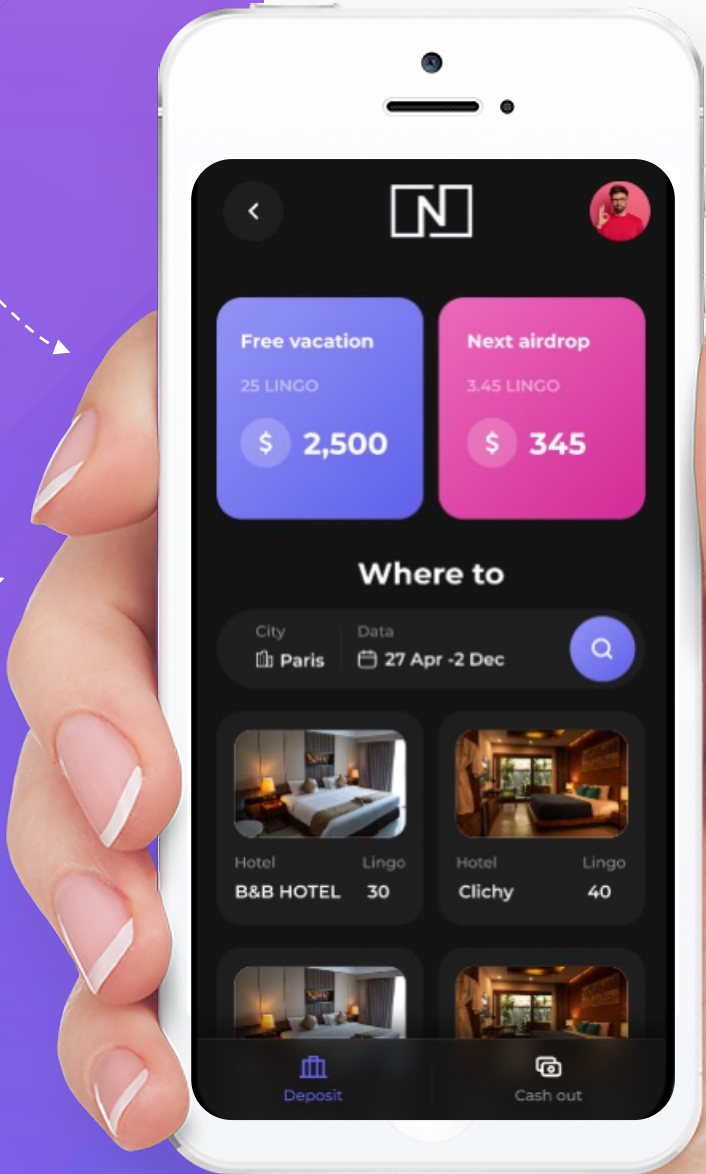 N
Free vacation
25 LINGO
$ 2,500
Next airdrop
3.45 LINGO
$ 345
Where to
City
Paris
Data
27 Apr -2 Dec
Hotel Lingo
B&B HOTEL 30
Hotel Lingo
Clichy 40
Deposit
Cash out